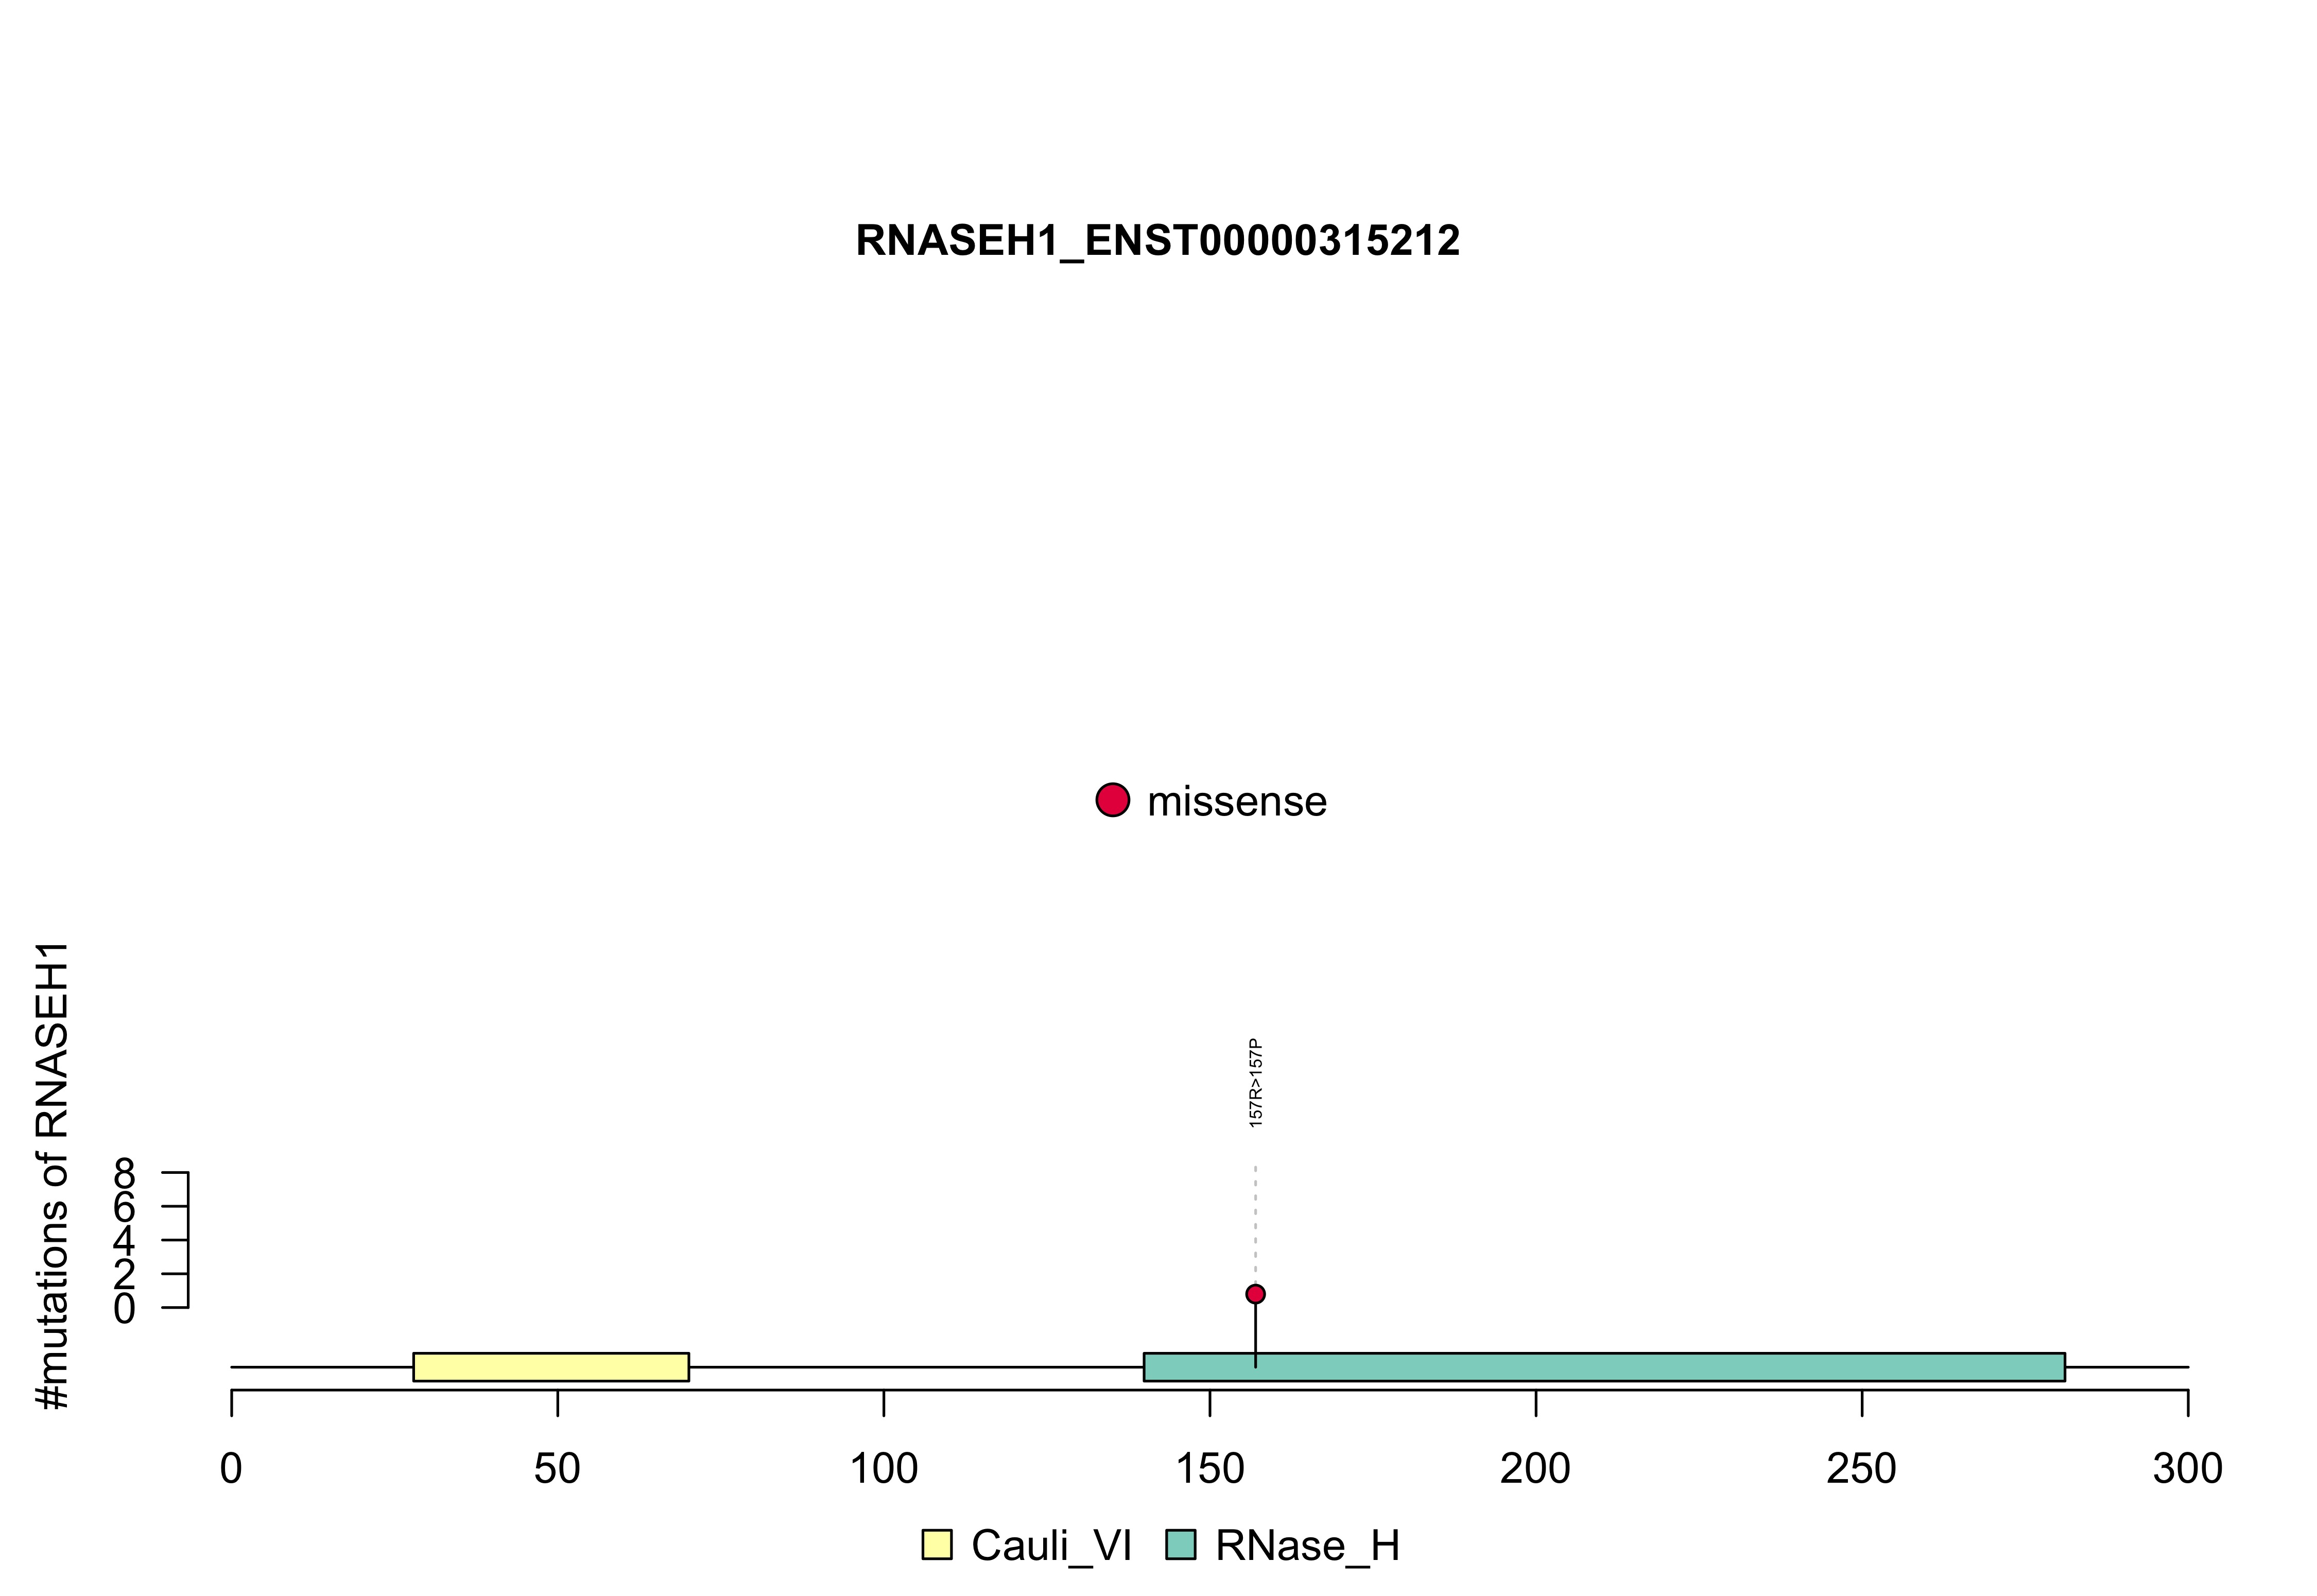 RNASEH1_ENST00000315212
missense
#mutations of RNASEH1
157R>157P
8
6
4
2
0
0 50 100 150 200 250 300
Cauli_VI RNase_H